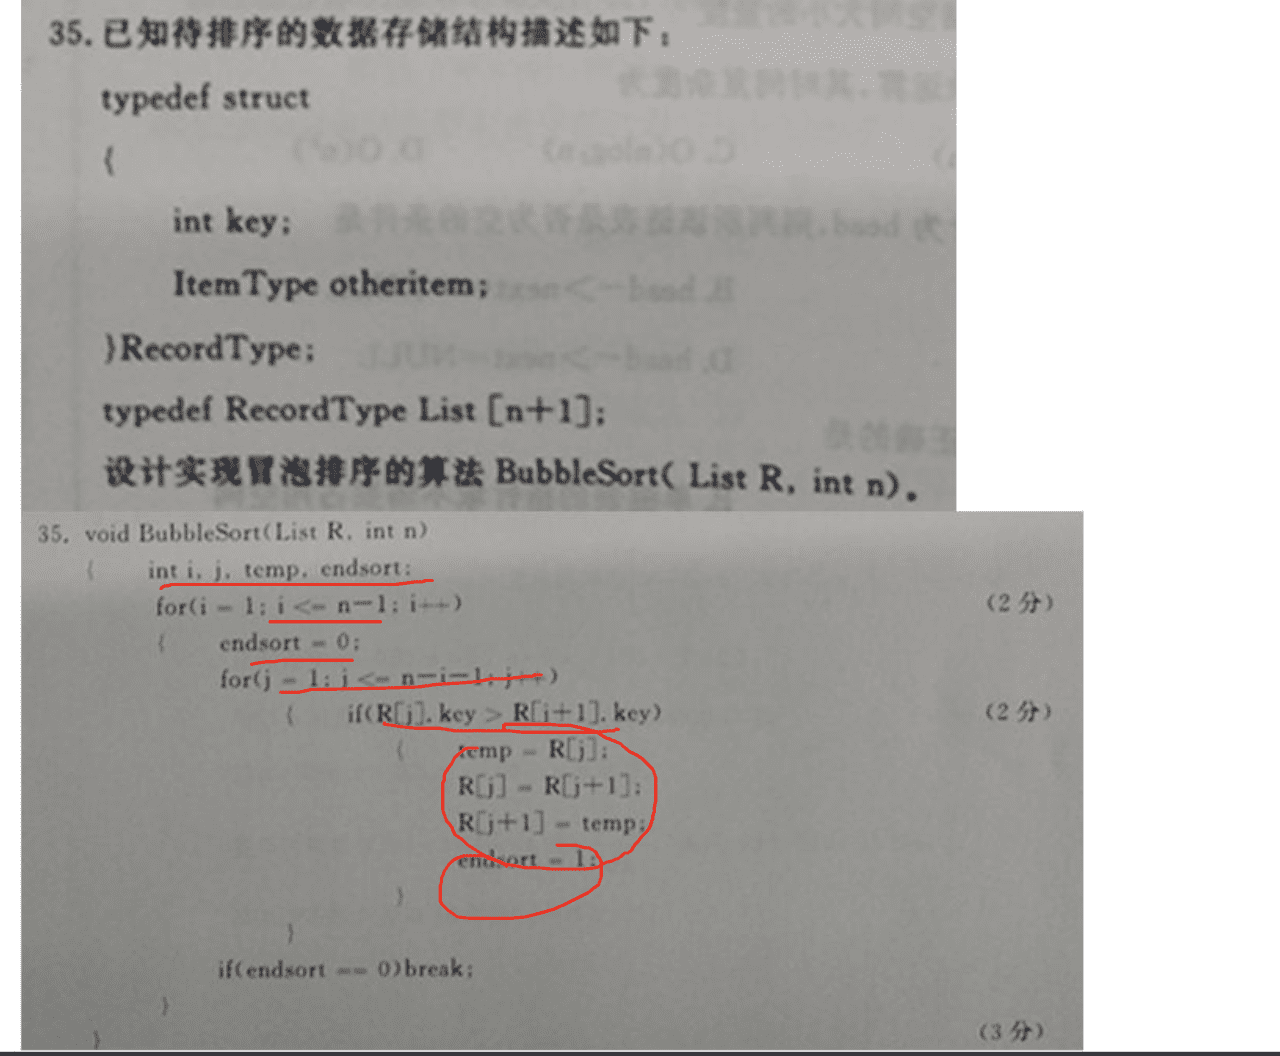 35. 已知待排序的数据存储结构描述如下：
typedef struct
{
int key;
ItemType otheritem;
}RecordType;
typedef RecordType List [n+1];
设计实现冒泡排序的算法 BubbleSort( List R, int n)。
35. void BubbleSort(List R, int n)
{ int i, j, temp, endsort;
for(i = 1; i <= n-1; i++) (2 分)
{ endsort = 0;
for(j = 1; j <= n-i-1; j++)
{ if(R[j]. key > R[j+1]. key) (2 分)
{ temp = R[j];
R[j] = R[j+1];
R[j+1] = temp;
endsort = 1;
}
}
if(endsort == 0)break;
}
} (3 分)